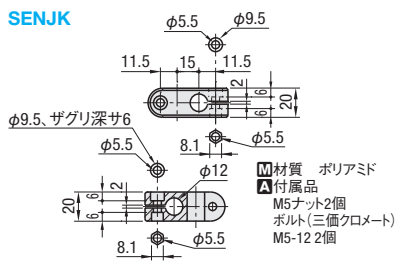 SENJK
φ5.5 φ9.5
11.5 15 11.5
2
6
6
20
φ9.5、ザグリ深サ6
φ5.5
8.1
φ5.5
φ12
2
6
6
20
8.1
φ5.5
M材質 ポリアミド
A付属品
M5ナット2個
ボルト(三価クロメート)
M5-12 2個